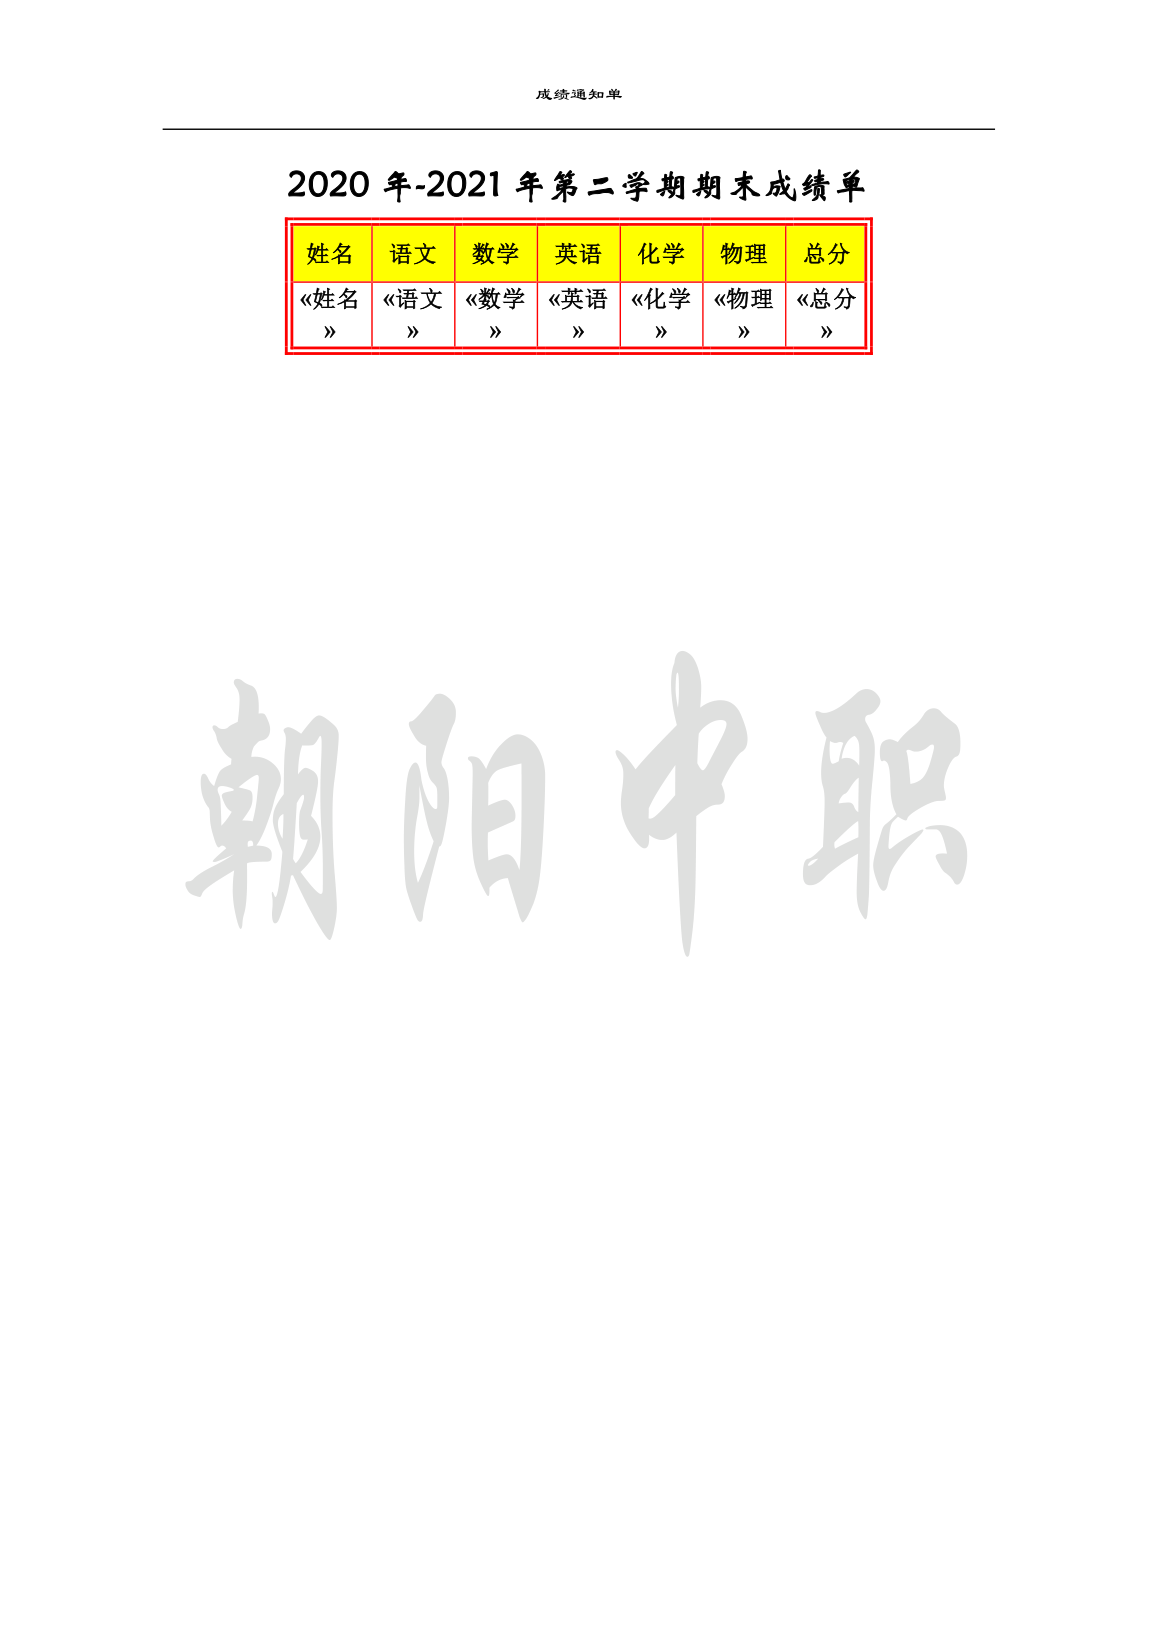 成绩通知单
2020 年-2021 年第二学期期末成绩单
姓名 语文 数学 英语 化学 物理 总分
«姓名» «语文» «数学» «英语» «化学» «物理» «总分»
朝阳中职